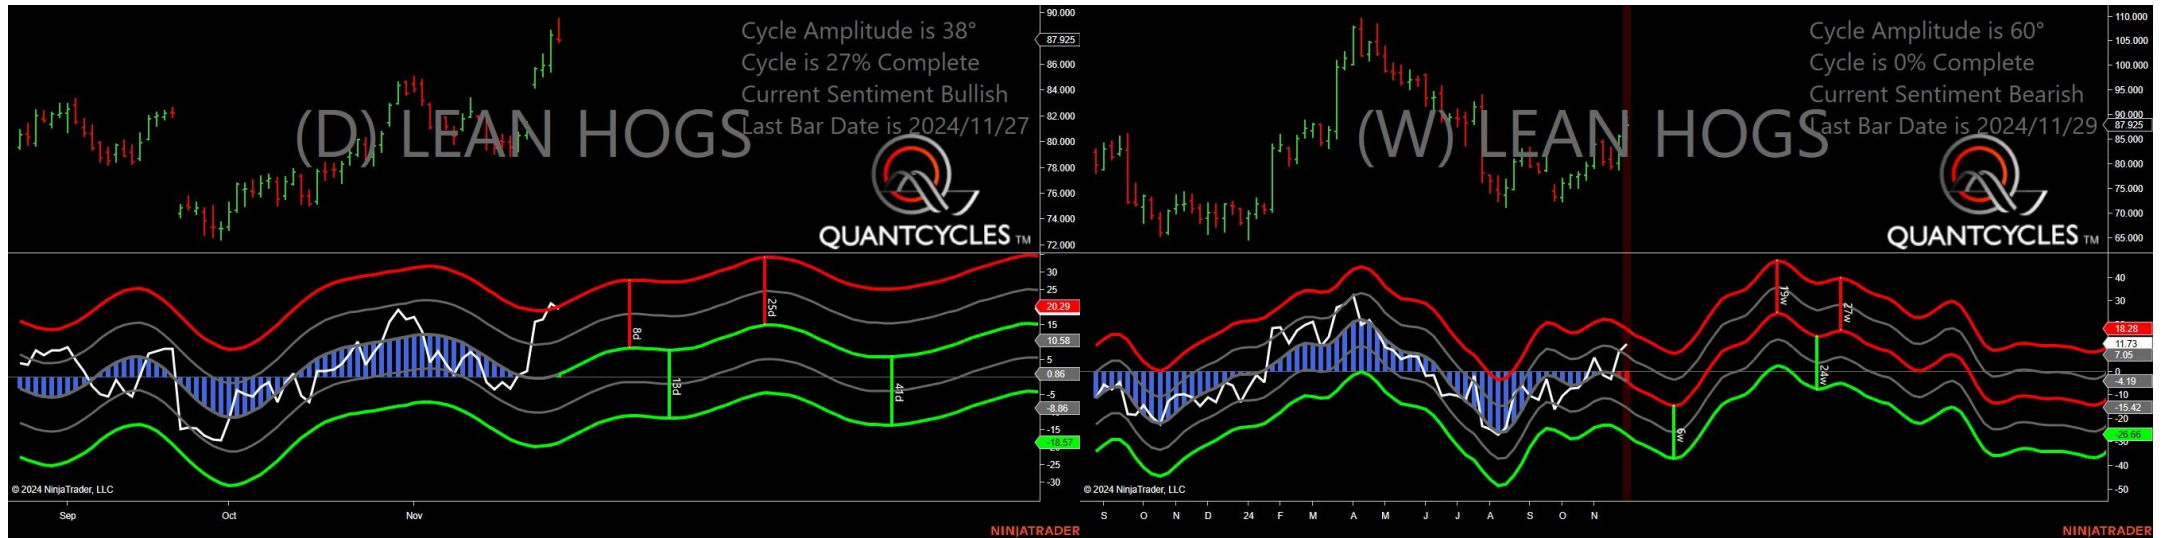 Cycle Amplitude is 38°
Cycle is 27% Complete
Current Sentiment Bullish
Last Bar Date is 2024/11/27
(D) LEAN HOGS
QUANTCYCLES TM
90.000
87.925
86.000
84.000
82.000
80.000
78.000
76.000
74.000
72.000
30
25
20.29
15
10.58
5
0.86
-5
-8.86
-15
-18.57
-25
-30
8d
13d
25d
41d
© 2024 NinjaTrader, LLC
Sep Oct Nov
NINJATRADER
Cycle Amplitude is 60°
Cycle is 0% Complete
Current Sentiment Bearish
Last Bar Date is 2024/11/29
(W) LEAN HOGS
QUANTCYCLES TM
110.000
105.000
100.000
95.000
90.000
87.925
85.000
80.000
75.000
70.000
65.000
40
30
18.28
11.73
7.05
0
-4.19
-10
-15.42
-20
-26.66
-30
-40
-50
6w
19w
24w
27w
© 2024 NinjaTrader, LLC
S O N D 24 F M A M J J A S O N
NINJATRADER